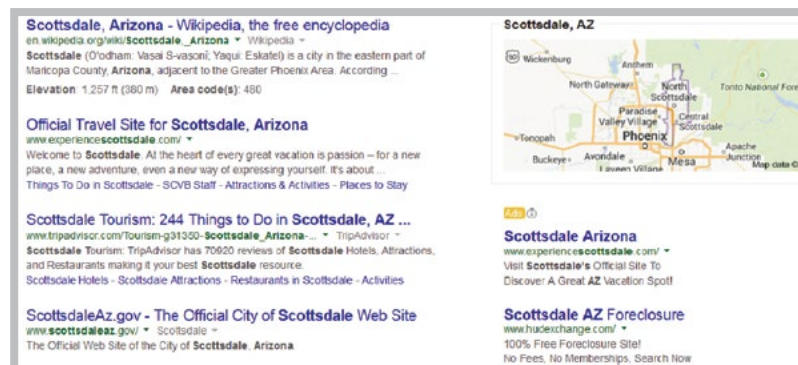 Scottsdale, Arizona - Wikipedia, the free encyclopedia
en.wikipedia.org/wiki/Scottsdale,_Arizona ▾ Wikipedia ▾
Scottsdale (O'odham: Vasai S-vasoni; Yaqui: Eskatel) is a city in the eastern part of
Maricopa County, Arizona, adjacent to the Greater Phoenix Area. According ...
Elevation: 1,257 ft (380 m) Area code(s): 480
Official Travel Site for Scottsdale, Arizona
www.experiencescottsdale.com/ ▾
Welcome to Scottsdale. At the heart of every great vacation is passion – for a new
place, a new adventure, even a new way of expressing yourself. It's about ...
Things To Do in Scottsdale - SCVB Staff - Attractions & Activities - Places to Stay
Scottsdale Tourism: 244 Things to Do in Scottsdale, AZ ...
www.tripadvisor.com/Tourism-g31350-Scottsdale_Arizona-... ▾ TripAdvisor ▾
Scottsdale Tourism: TripAdvisor has 70920 reviews of Scottsdale Hotels, Attractions,
and Restaurants making it your best Scottsdale resource.
Scottsdale Hotels - Scottsdale Attractions - Restaurants in Scottsdale - Activities
ScottsdaleAz.gov - The Official City of Scottsdale Web Site
www.scottsdaleaz.gov/ ▾ Scottsdale ▾
The Official Web Site of the City of Scottsdale, Arizona
Scottsdale, AZ
60
Wickenburg
Anthem
North Gateway
North
Scottsdale
Tonto National Fore
Paradise
Valley Village
Central
Scottsdale
Tonopah
Phoenix
Buckeye
Avondale
Mesa
Apache
Junction
Laveen Village
Map data ©
Ads
Scottsdale Arizona
www.experiencescottsdale.com/ ▾
Visit Scottsdale's Official Site To
Discover A Great AZ Vacation Spot!
Scottsdale AZ Foreclosure
www.hudexchange.com/ ▾
100% Free Foreclosure Site!
No Fees, No Memberships, Search Now